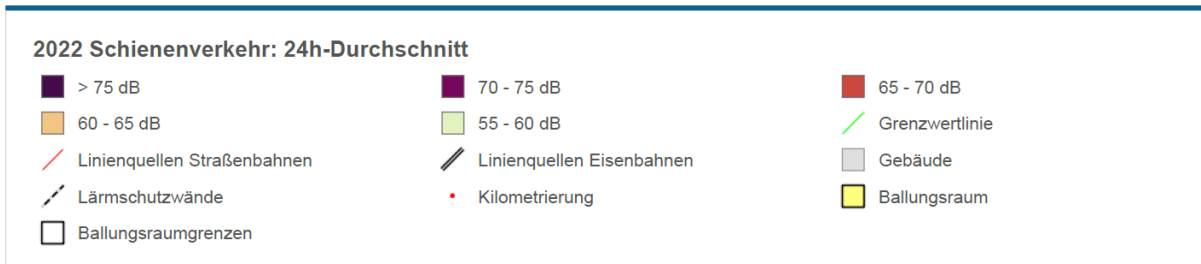 2022 Schienenverkehr: 24h-Durchschnitt
> 75 dB
70 - 75 dB
65 - 70 dB
60 - 65 dB
55 - 60 dB
Grenzwertlinie
Linienquellen Straßenbahnen
Linienquellen Eisenbahnen
Gebäude
Lärmschutzwände
Kilometrierung
Ballungsraum
Ballungsraumgrenzen